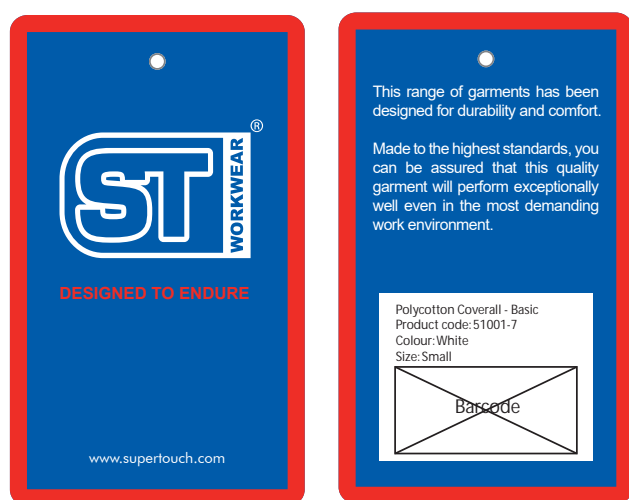 ST
WORKWEAR
®
DESIGNED TO ENDURE
www.supertouch.com
This range of garments has been
designed for durability and comfort.
Made to the highest standards, you
can be assured that this quality
garment will perform exceptionally
well even in the most demanding
work environment.
Polycotton Coverall - Basic
Product code: 51001-7
Colour: White
Size: Small
Barcode